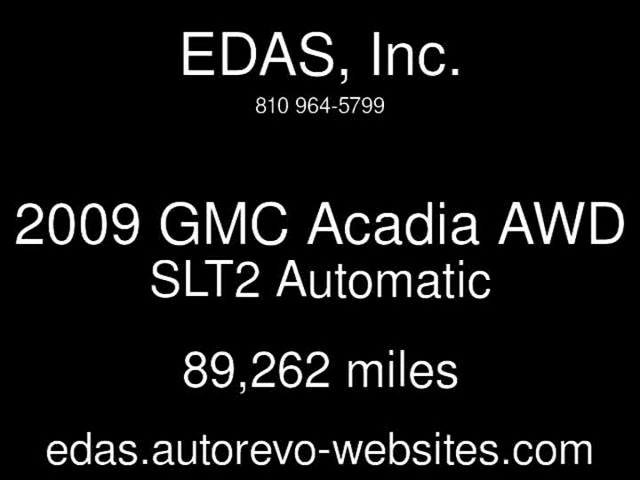 EDAS, Inc.
810 964-5799
2009 GMC Acadia AWD
SLT2 Automatic
89,262 miles
edas.autorevo-websites.com